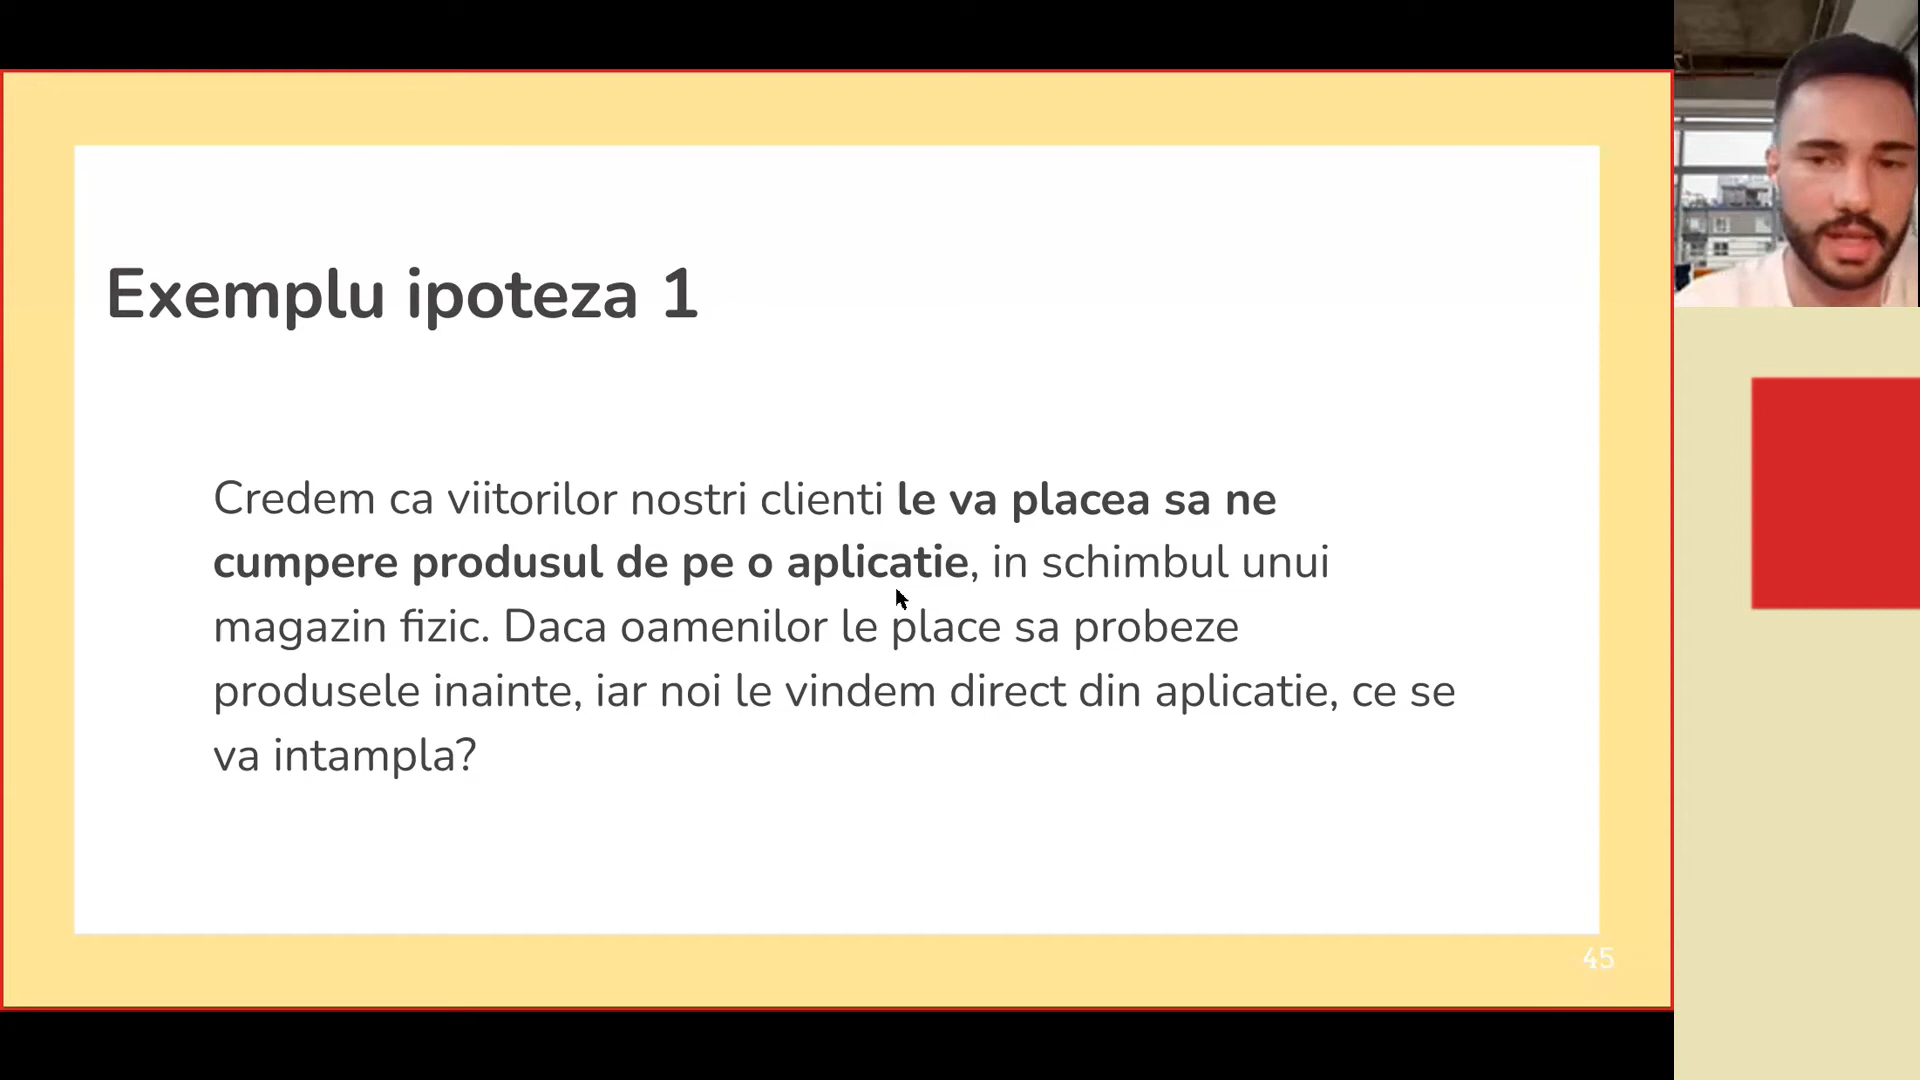 Exemplu ipoteza 1
Credem ca viitorilor nostri clienti le va placea sa ne
cumpere produsul de pe o aplicatie, in schimbul unui
magazin fizic. Daca oamenilor le place sa probeze
produsele inainte, iar noi le vindem direct din aplicatie, ce se
va intampla?
45